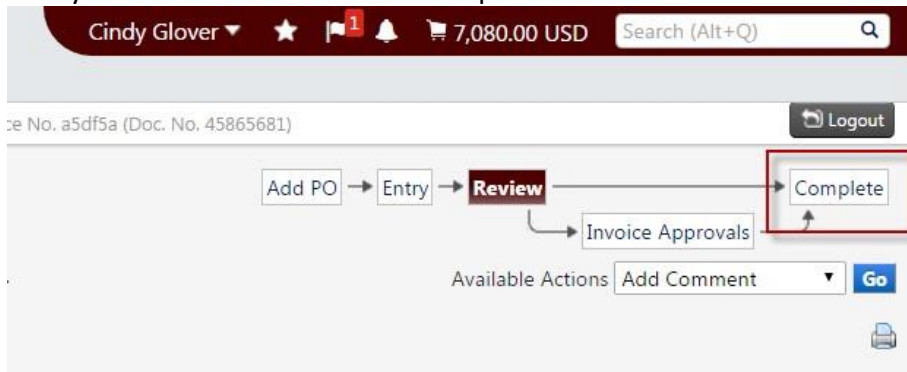 Cindy Glover 1 7,080.00 USD Search (Alt+Q)
ce No. a5df5a (Doc. No. 45865681) Logout
Add PO Entry Review Complete
Invoice Approvals
Available Actions Add Comment Go